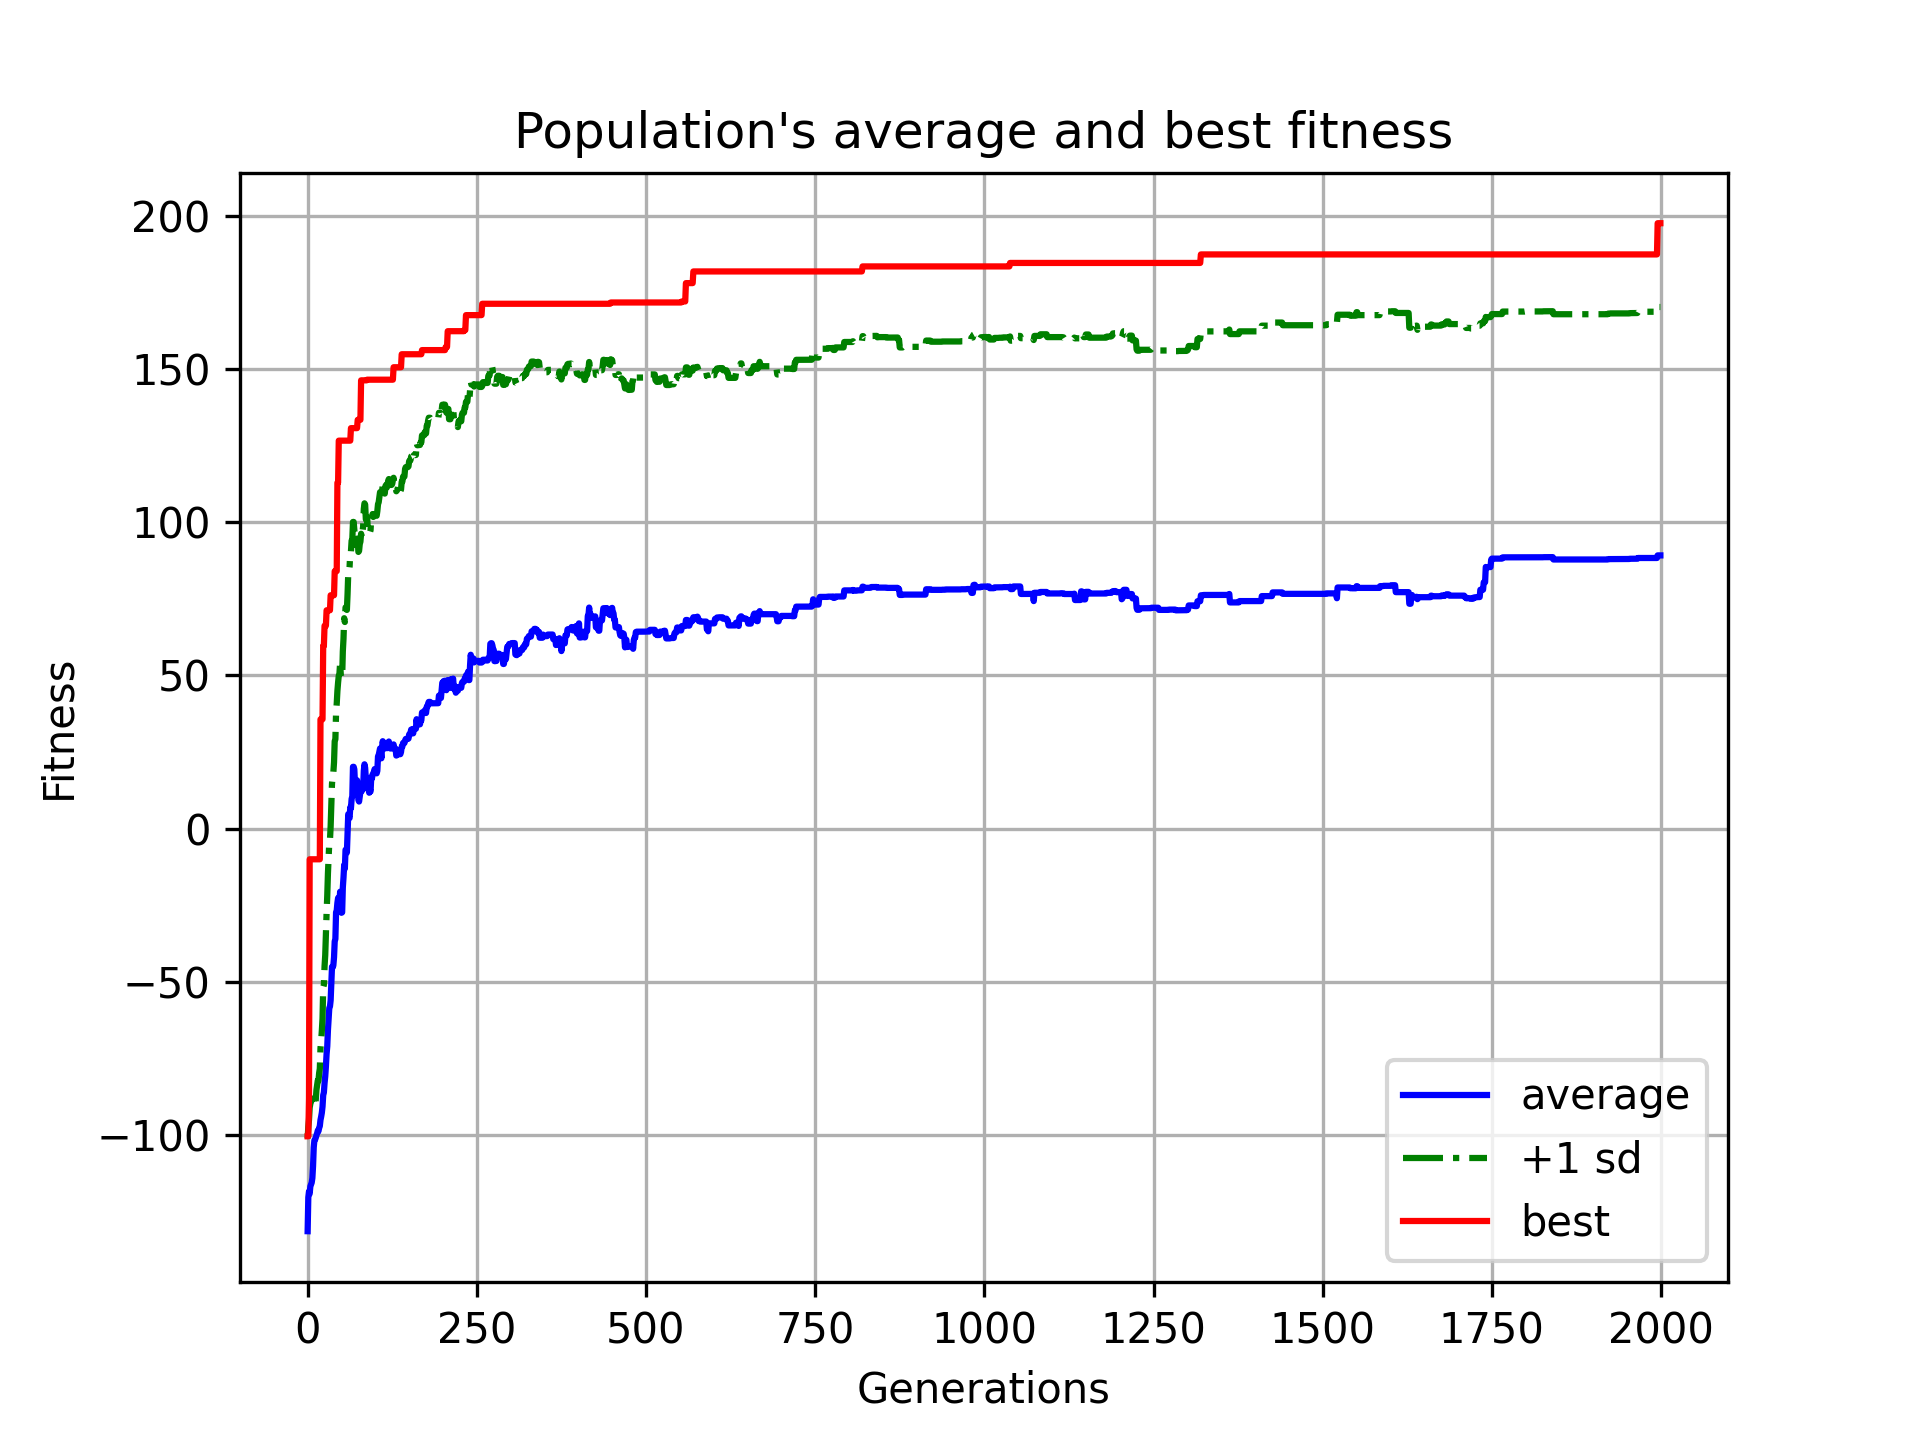 Population's average and best fitness
200
150
100
50
0
−50
−100
Fitness
0 250 500 750 1000 1250 1500 1750 2000
Generations
average
+1 sd
best